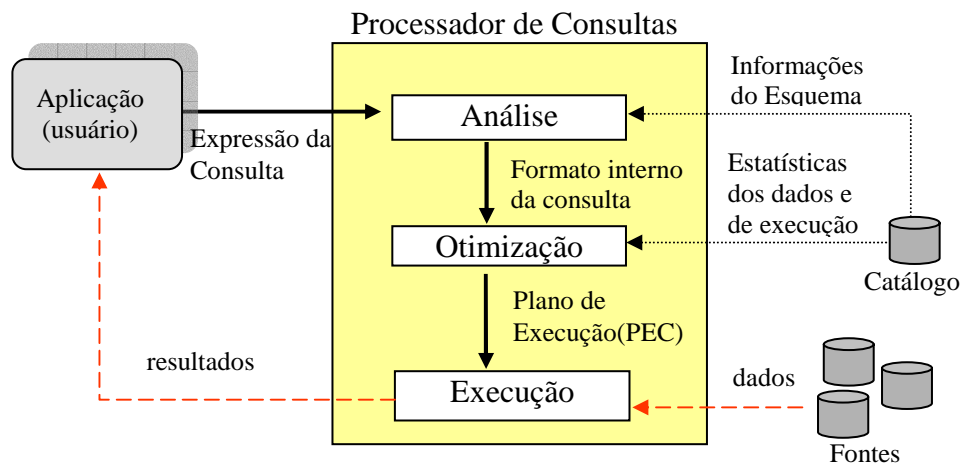 Processador de Consultas
Aplicação
(usuário)
Expressão da
Consulta
Análise
Informações
do Esquema
Formato interno
da consulta
Estatísticas
dos dados e
de execução
Otimização
Catálogo
Plano de
Execução(PEC)
resultados
Execução
dados
Fontes